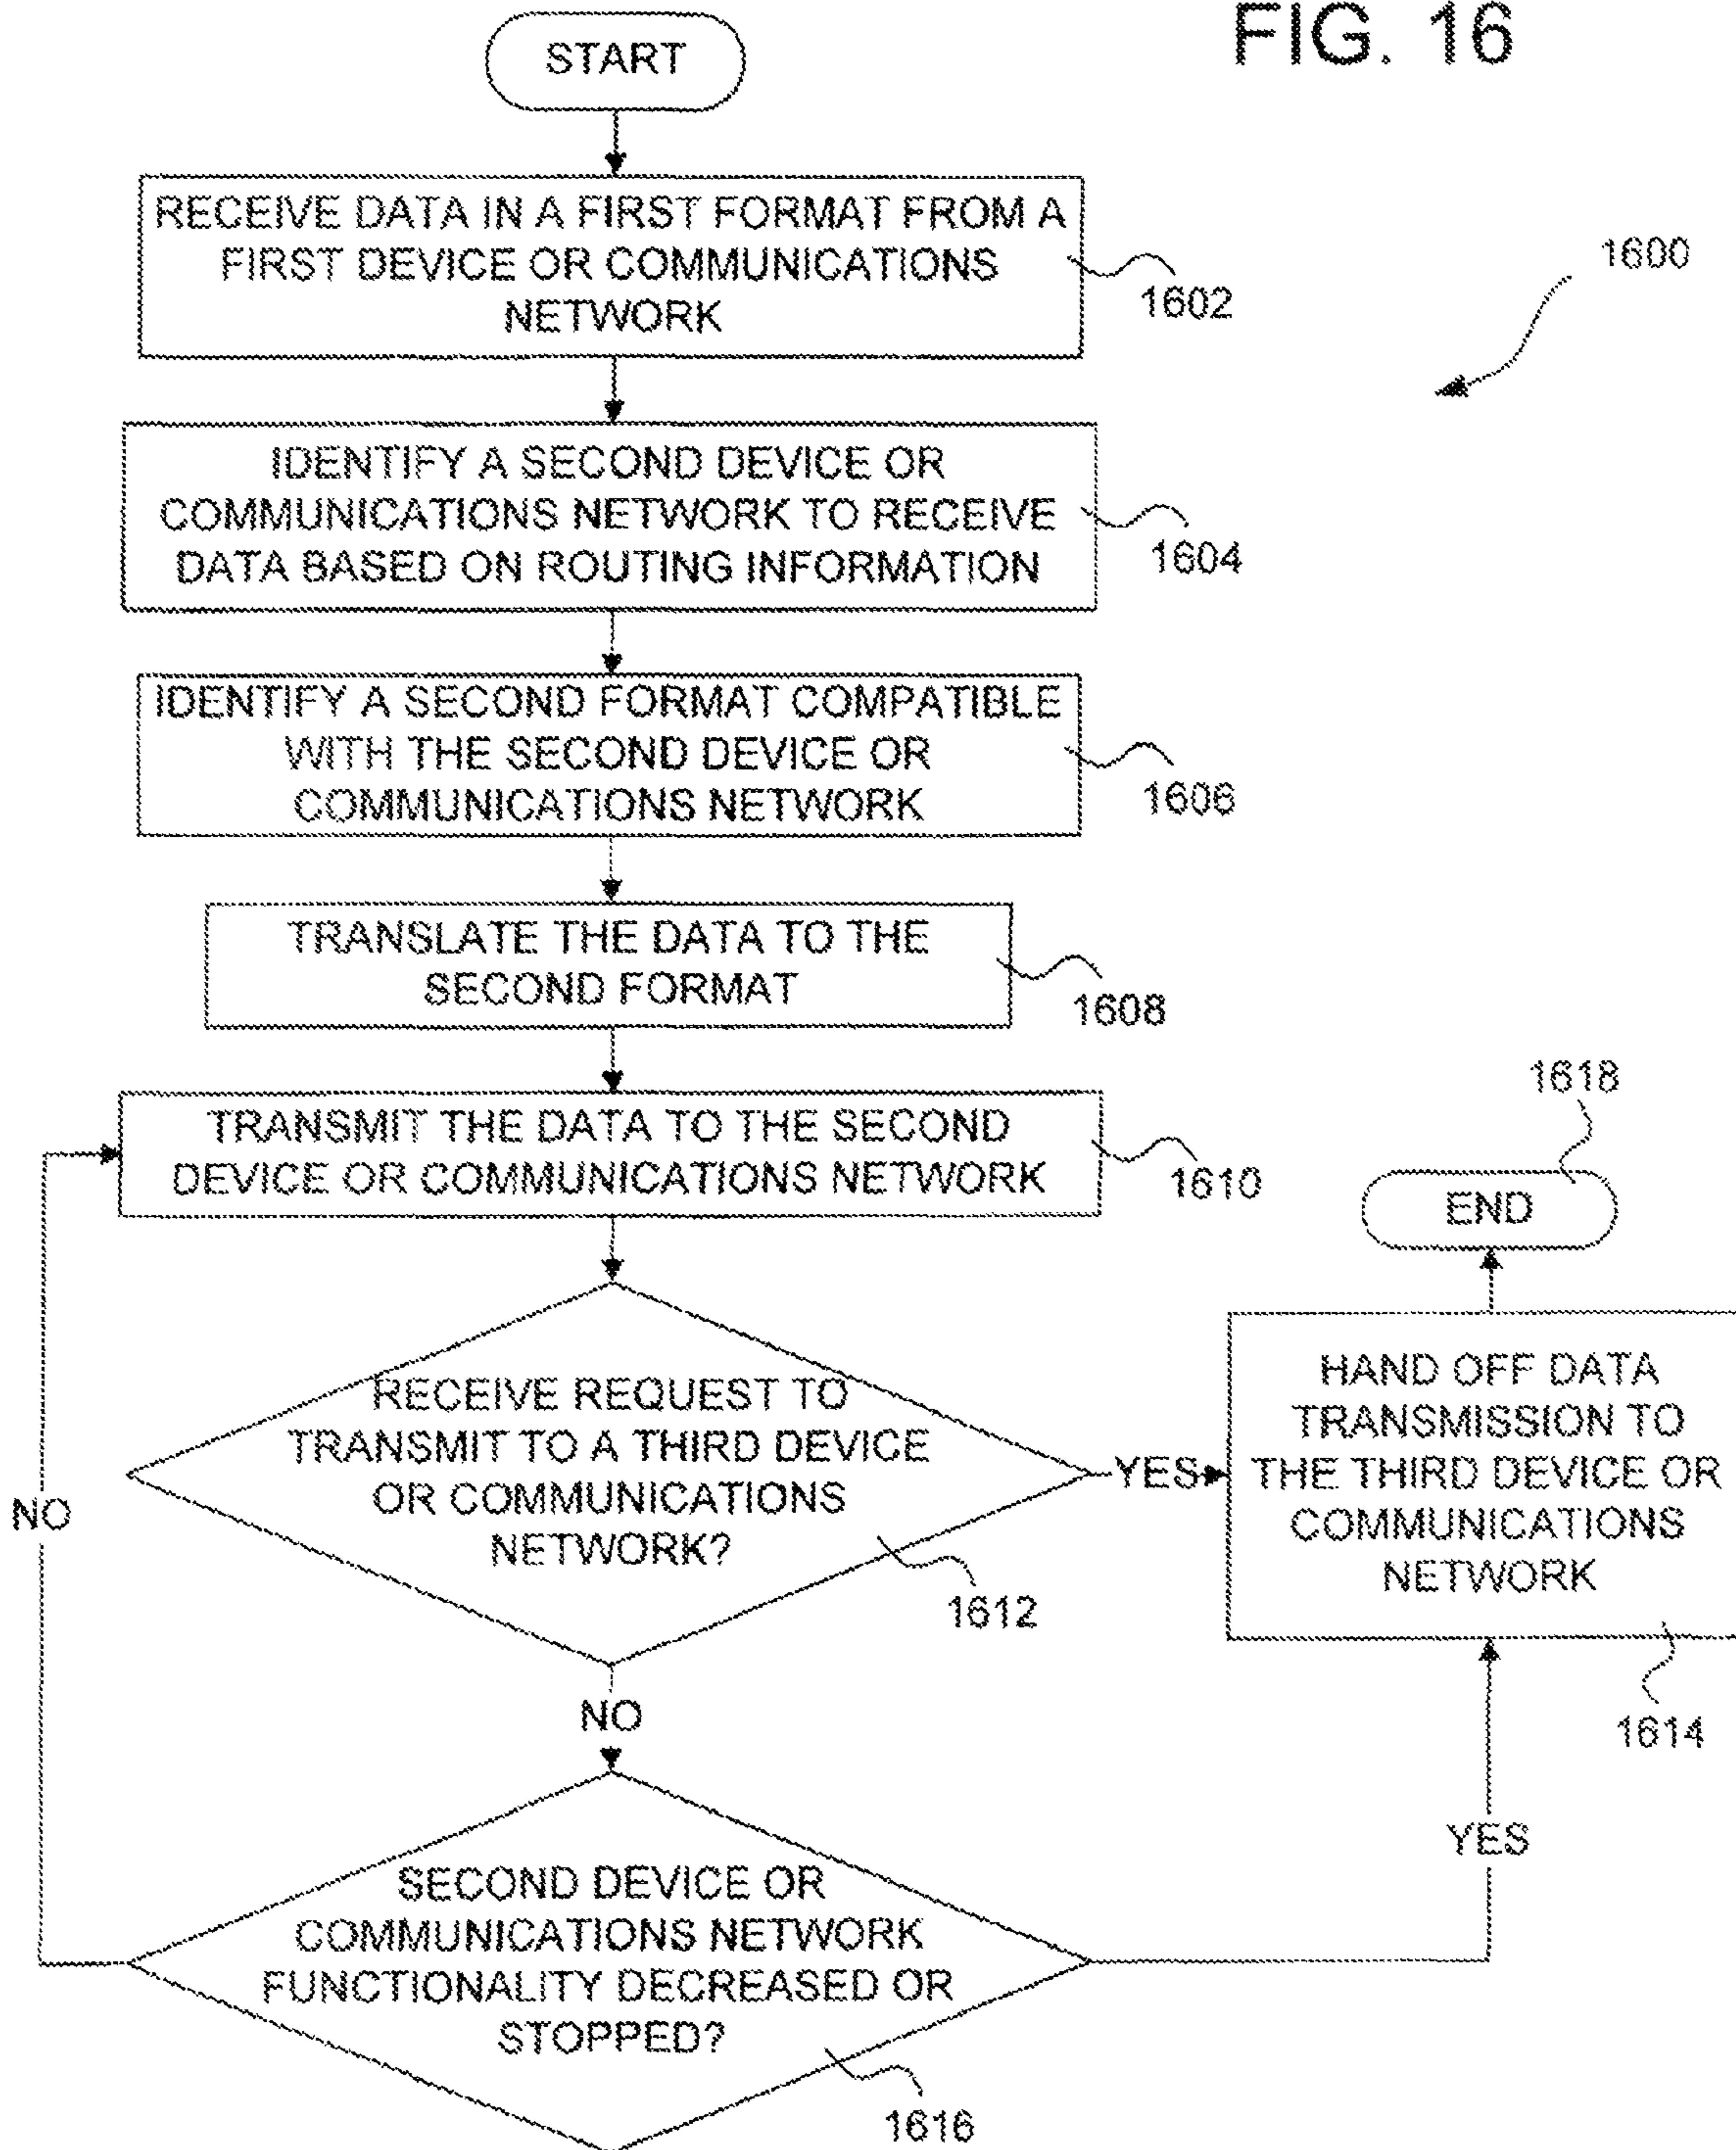 FIG. 16
START
RECEIVE DATA IN A FIRST FORMAT FROM A
FIRST DEVICE OR COMMUNICATIONS
NETWORK
1602
1600
IDENTIFY A SECOND DEVICE OR
COMMUNICATIONS NETWORK TO RECEIVE
DATA BASED ON ROUTING INFORMATION
1604
IDENTIFY A SECOND FORMAT COMPATIBLE
WITH THE SECOND DEVICE OR
COMMUNICATIONS NETWORK
1606
TRANSLATE THE DATA TO THE
SECOND FORMAT
1608
TRANSMIT THE DATA TO THE SECOND
DEVICE OR COMMUNICATIONS NETWORK
1610
1618
END
RECEIVE REQUEST TO
TRANSMIT TO A THIRD DEVICE
OR COMMUNICATIONS
NETWORK?
1612
YES
HAND OFF DATA
TRANSMISSION TO
THE THIRD DEVICE OR
COMMUNICATIONS
NETWORK
1614
NO
NO
YES
SECOND DEVICE OR
COMMUNICATIONS NETWORK
FUNCTIONALITY DECREASED OR
STOPPED?
1616